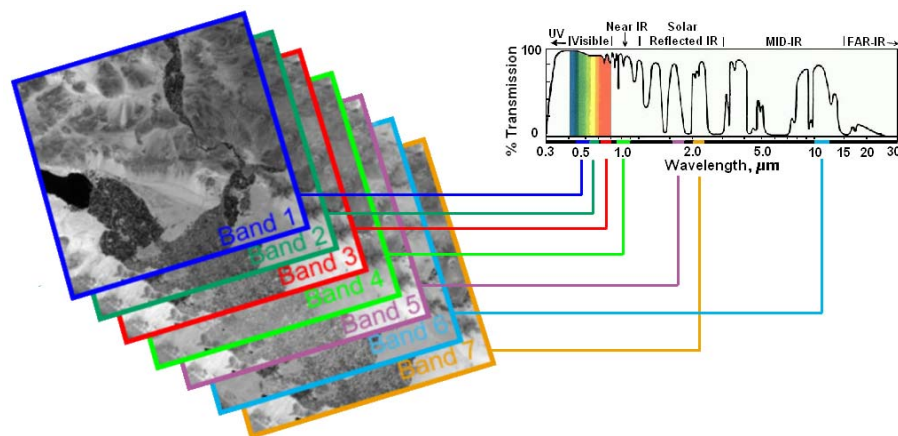 Band 1
Band 2
Band 3
Band 4
Band 5
Band 6
Band 7
Near IR Solar
UV Visible Reflected IR MID-IR FAR-IR
100
% Transmission
0
0.3 0.5 1.0 2.0 5 10 15 20 30
Wavelength, µm